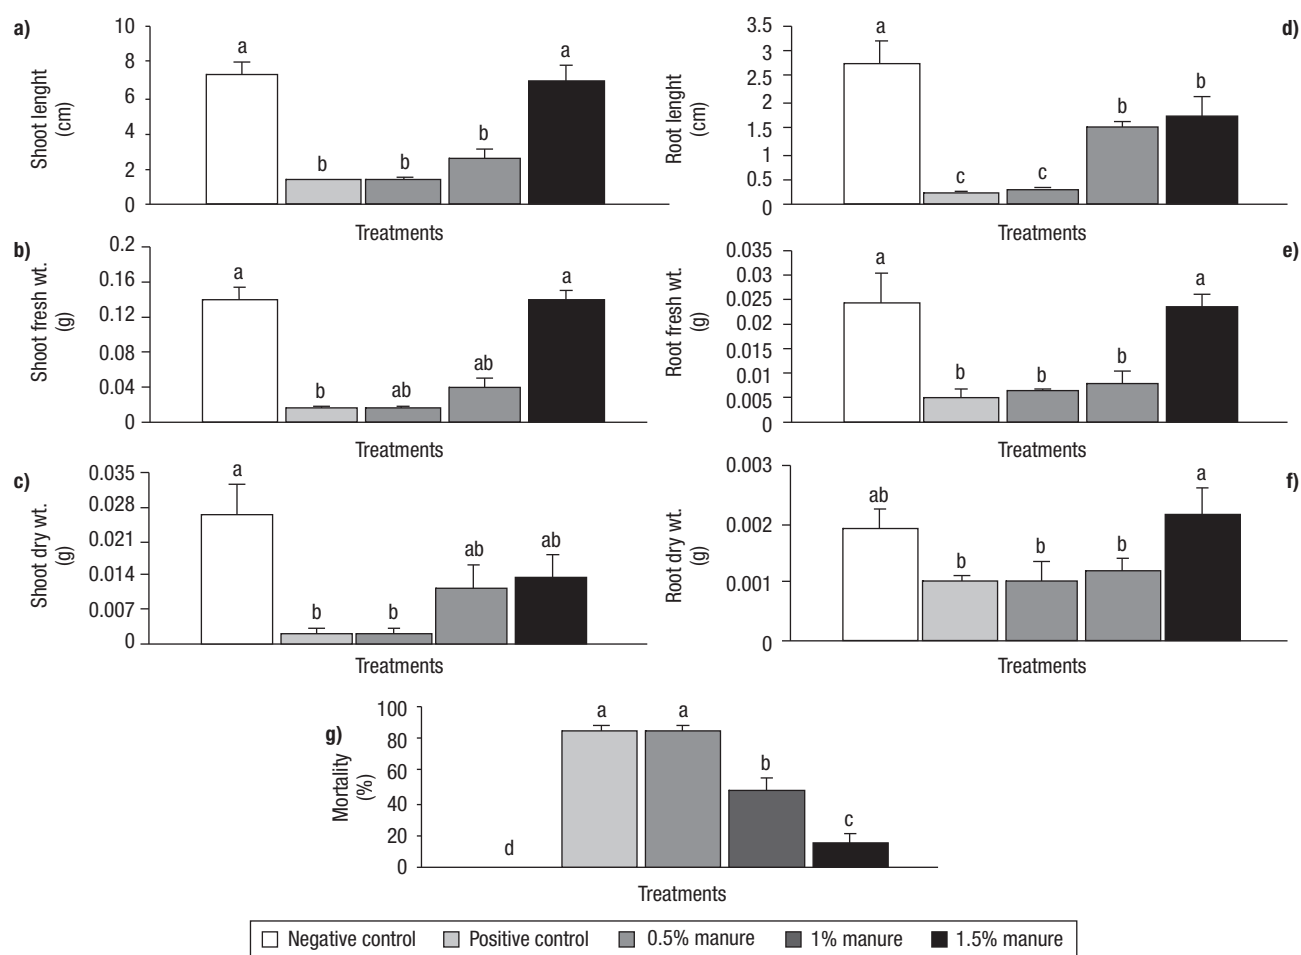 a)
Shoot lenght
(cm)
10
8
6
4
2
0
a
b
b
b
a
Treatments
d)
Root lenght
(cm)
3.5
3
2.5
2
1.5
1
0.5
0
a
c
c
b
b
Treatments
b)
Shoot fresh wt.
(g)
0.2
0.16
0.12
0.08
0.04
0
a
b
ab
ab
a
Treatments
e)
Root fresh wt.
(g)
0.035
0.03
0.025
0.02
0.015
0.01
0.005
0
a
b
b
b
a
Treatments
c)
Shoot dry wt.
(g)
0.035
0.028
0.021
0.014
0.007
0
a
b
b
ab
ab
Treatments
f)
Root dry wt.
(g)
0.003
0.002
0.001
0
ab
b
b
b
a
Treatments
g)
Mortality
(%)
100
80
60
40
20
0
d
a
a
b
c
Treatments
Negative control Positive control 0.5% manure 1% manure 1.5% manure